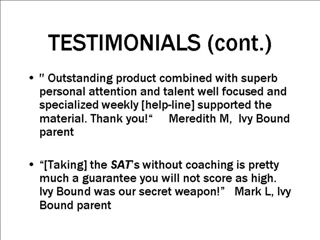 TESTIMONIALS (cont.)
• " Outstanding product combined with superb
personal attention and talent well focused and
specialized weekly [help-line] supported the
material. Thank you!“ Meredith M, Ivy Bound
parent
• “[Taking] the SAT’s without coaching is pretty
much a guarantee you will not score as high.
Ivy Bound was our secret weapon!” Mark L, Ivy
Bound parent